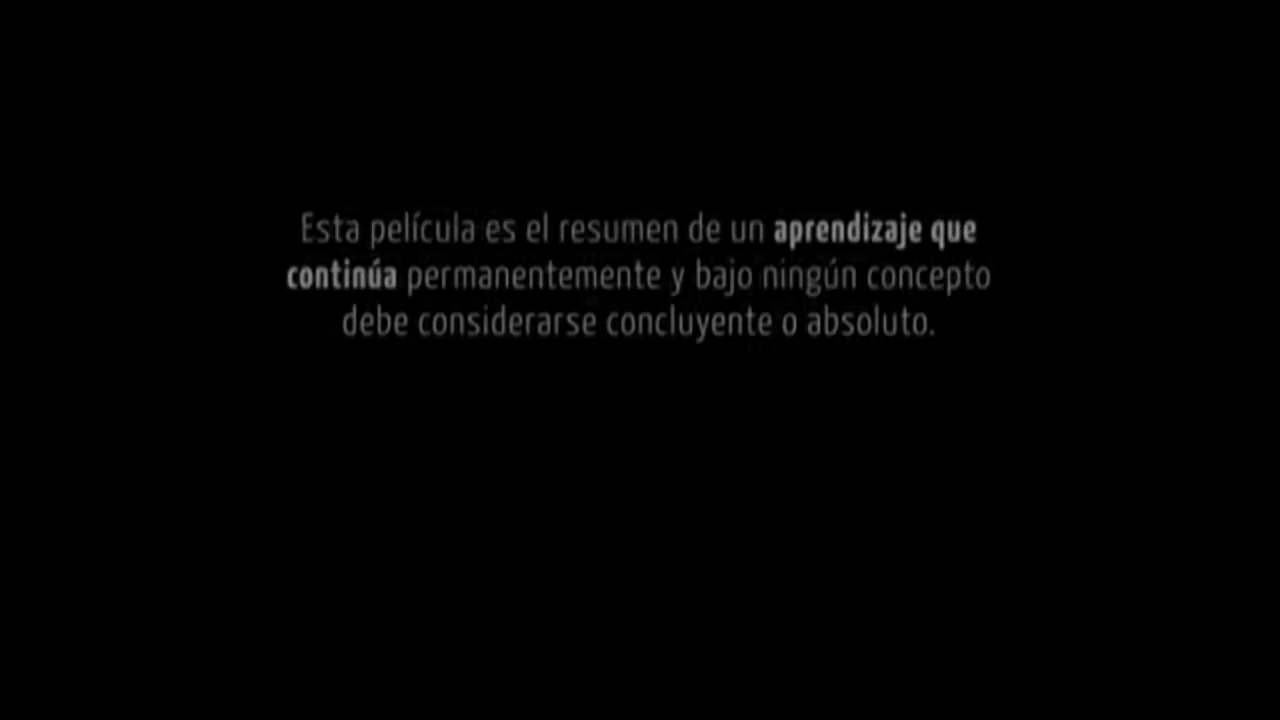 Esta película es el resumen de un aprendizaje que
continúa permanentemente y bajo ningún concepto
debe considerarse concluyente o absoluto.